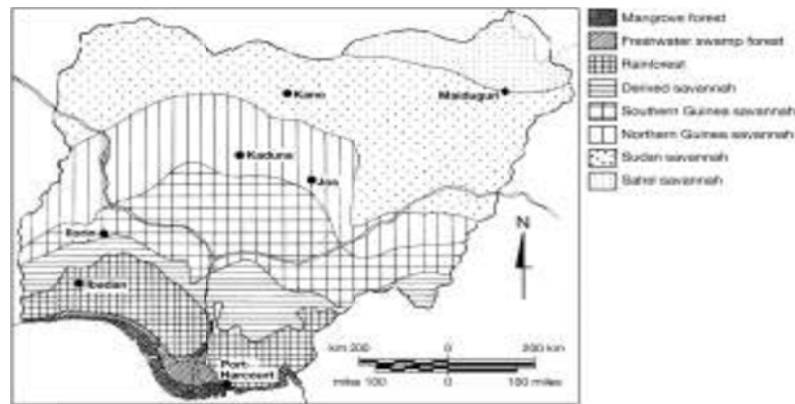 Mangrove forest
Freshwater swamp forest
Rainforest
Derived savannah
Southern Guinea savannah
Northern Guinea savannah
Sudan savannah
Sahel savannah
Kano
Maiduguri
Kaduna
Jos
Ilorin
N
Ibadan
Port-
Harcourt
km 200 0 200 km
miles 100 0 100 miles